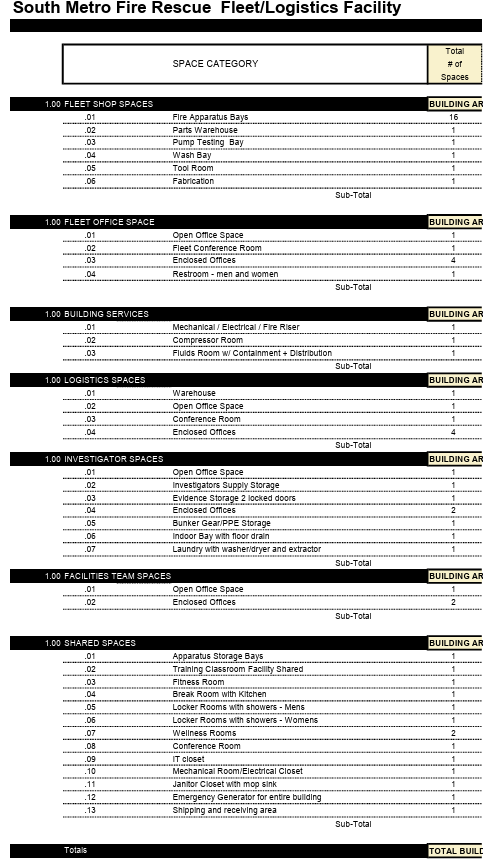 South Metro Fire Rescue  Fleet/Logistics Facility
SPACE CATEGORY
Total
# of
Spaces
1.00 FLEET SHOP SPACES BUILDING AR
.01 Fire Apparatus Bays 16
.02 Parts Warehouse 1
.03 Pump Testing  Bay 1
.04 Wash Bay 1
.05 Tool Room 1
.06 Fabrication 1
Sub-Total
1.00 FLEET OFFICE SPACE BUILDING AR
.01 Open Office Space 1
.02 Fleet Conference Room 1
.03 Enclosed Offices 4
.04 Restroom - men and women 1
Sub-Total
1.00 BUILDING SERVICES BUILDING AR
.01 Mechanical / Electrical / Fire Riser 1
.02 Compressor Room 1
.03 Fluids Room w/ Containment + Distribution 1
Sub-Total
1.00 LOGISTICS SPACES BUILDING AR
.01 Warehouse 1
.02 Open Office Space 1
.03 Conference Room 1
.04 Enclosed Offices 4
Sub-Total
1.00 INVESTIGATOR SPACES BUILDING AR
.01 Open Office Space 1
.02 Investigators Supply Storage 1
.03 Evidence Storage 2 locked doors 1
.04 Enclosed Offices 2
.05 Bunker Gear/PPE Storage 1
.06 Indoor Bay with floor drain 1
.07 Laundry with washer/dryer and extractor 1
Sub-Total
1.00 FACILITIES TEAM SPACES BUILDING AR
.01 Open Office Space 1
.02 Enclosed Offices 2
Sub-Total
1.00 SHARED SPACES BUILDING AR
.01 Apparatus Storage Bays 1
.02 Training Classroom Facility Shared 1
.03 Fitness Room 1
.04 Break Room with Kitchen 1
.05 Locker Rooms with showers - Mens 1
.06 Locker Rooms with showers - Womens 1
.07 Wellness Rooms 2
.08 Conference Room 1
.09 IT closet 1
.10 Mechanical Room/Electrical Closet 1
.11 Janitor Closet with mop sink 1
.12 Emergency Generator for entire building 1
.13 Shipping and receiving area 1
Sub-Total
Totals TOTAL BUILD